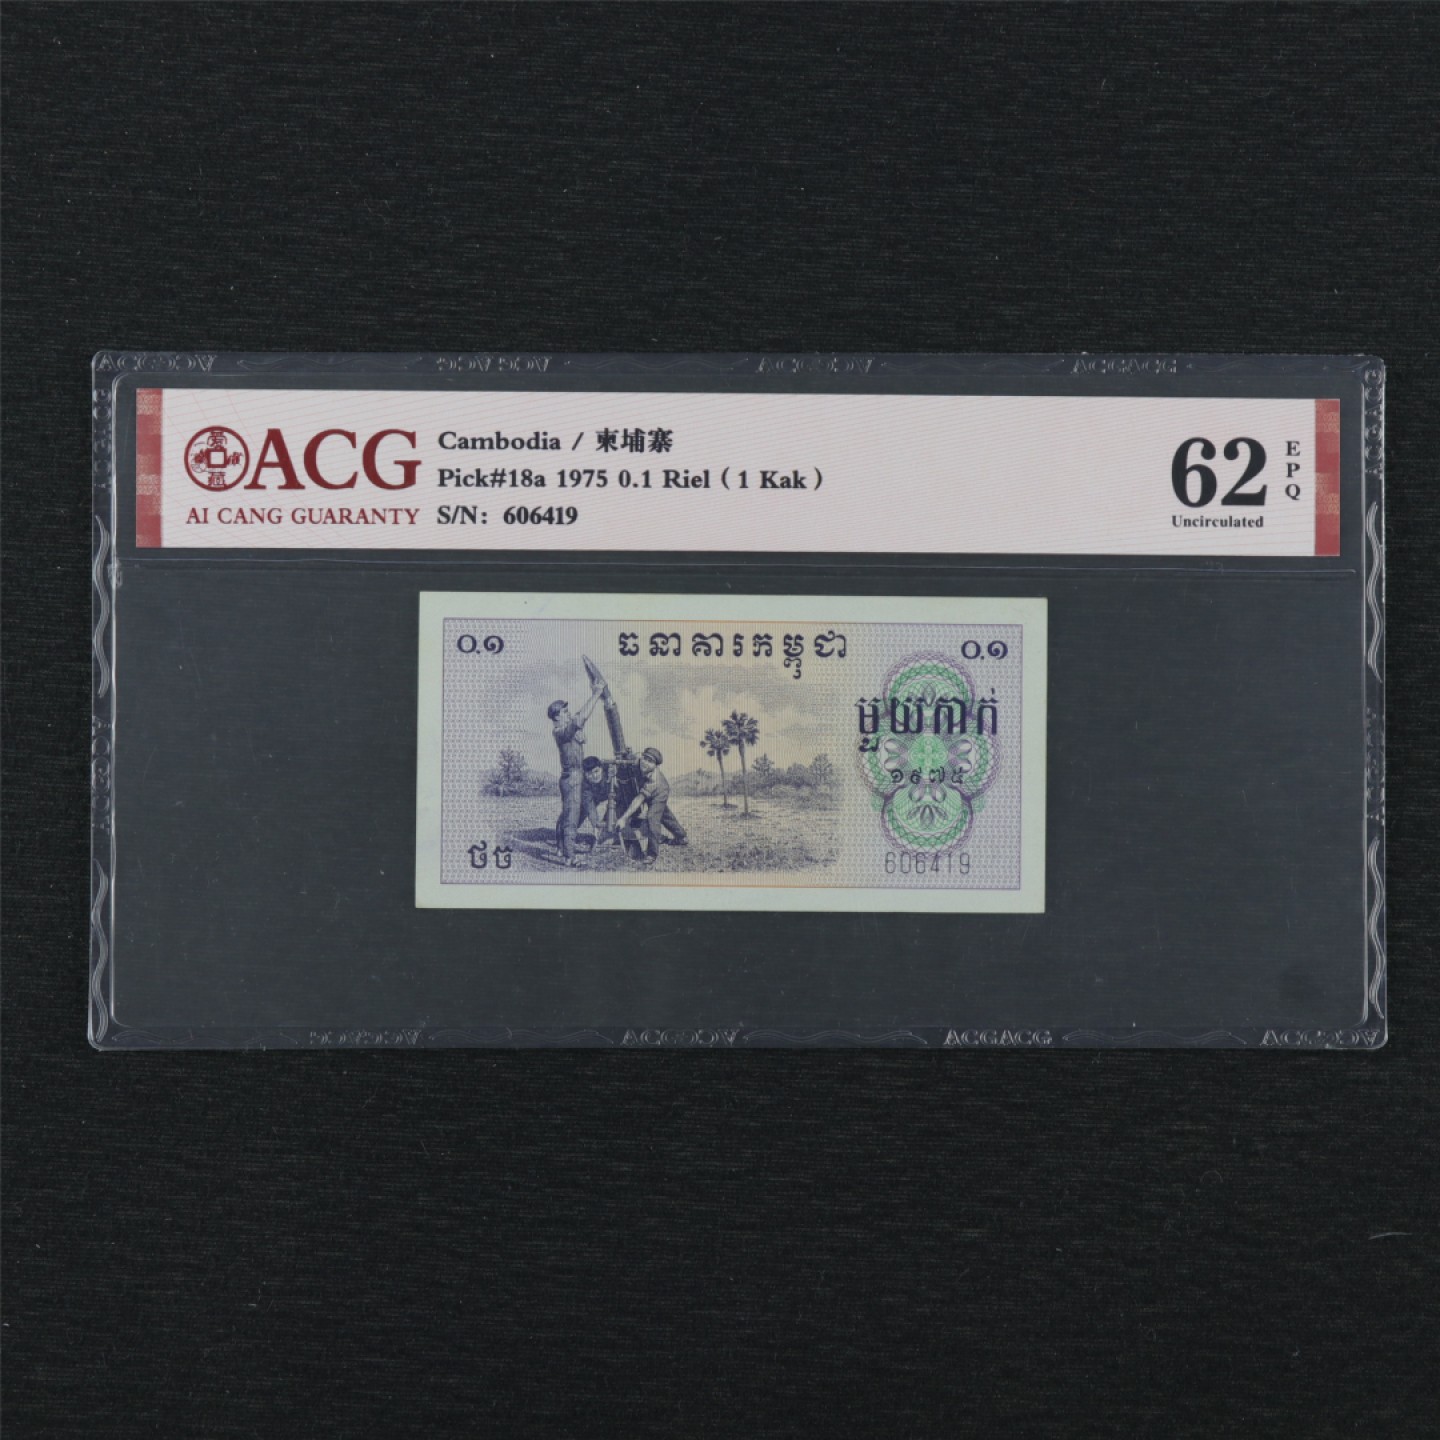 ACG
AI CANG GUARANTY
Cambodia / 柬埔寨
Pick#18a 1975 0.1 Riel ( 1 Kak )
S/N: 606419
62
EPQ
Uncirculated
០.១
ធនាគារកម្ពុជា
០.១
មួយកាក់
១៩៧៥
ថច
606419
ACGACG